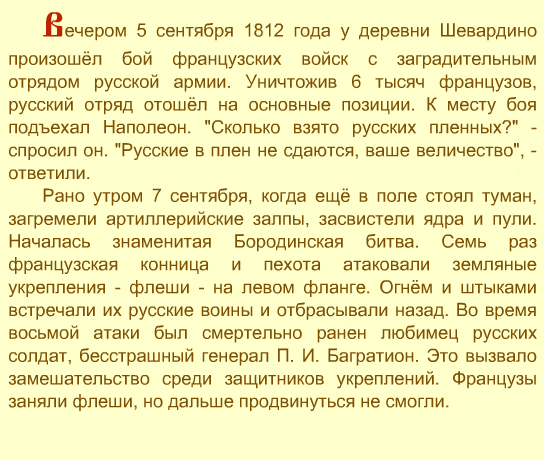 Вечером 5 сентября 1812 года у деревни Шевардино
произошёл бой французских войск с заградительным
отрядом русской армии. Уничтожив 6 тысяч французов,
русский отряд отошёл на основные позиции. К месту боя
подъехал Наполеон. "Сколько взято русских пленных?" -
спросил он. "Русские в плен не сдаются, ваше величество", -
ответили.
Рано утром 7 сентября, когда ещё в поле стоял туман,
загремели артиллерийские залпы, засвистели ядра и пули.
Началась знаменитая Бородинская битва. Семь раз
французская конница и пехота атаковали земляные
укрепления - флеши - на левом фланге. Огнём и штыками
встречали их русские воины и отбрасывали назад. Во время
восьмой атаки был смертельно ранен любимец русских
солдат, бесстрашный генерал П. И. Багратион. Это вызвало
замешательство среди защитников укреплений. Французы
заняли флеши, но дальше продвинуться не смогли.